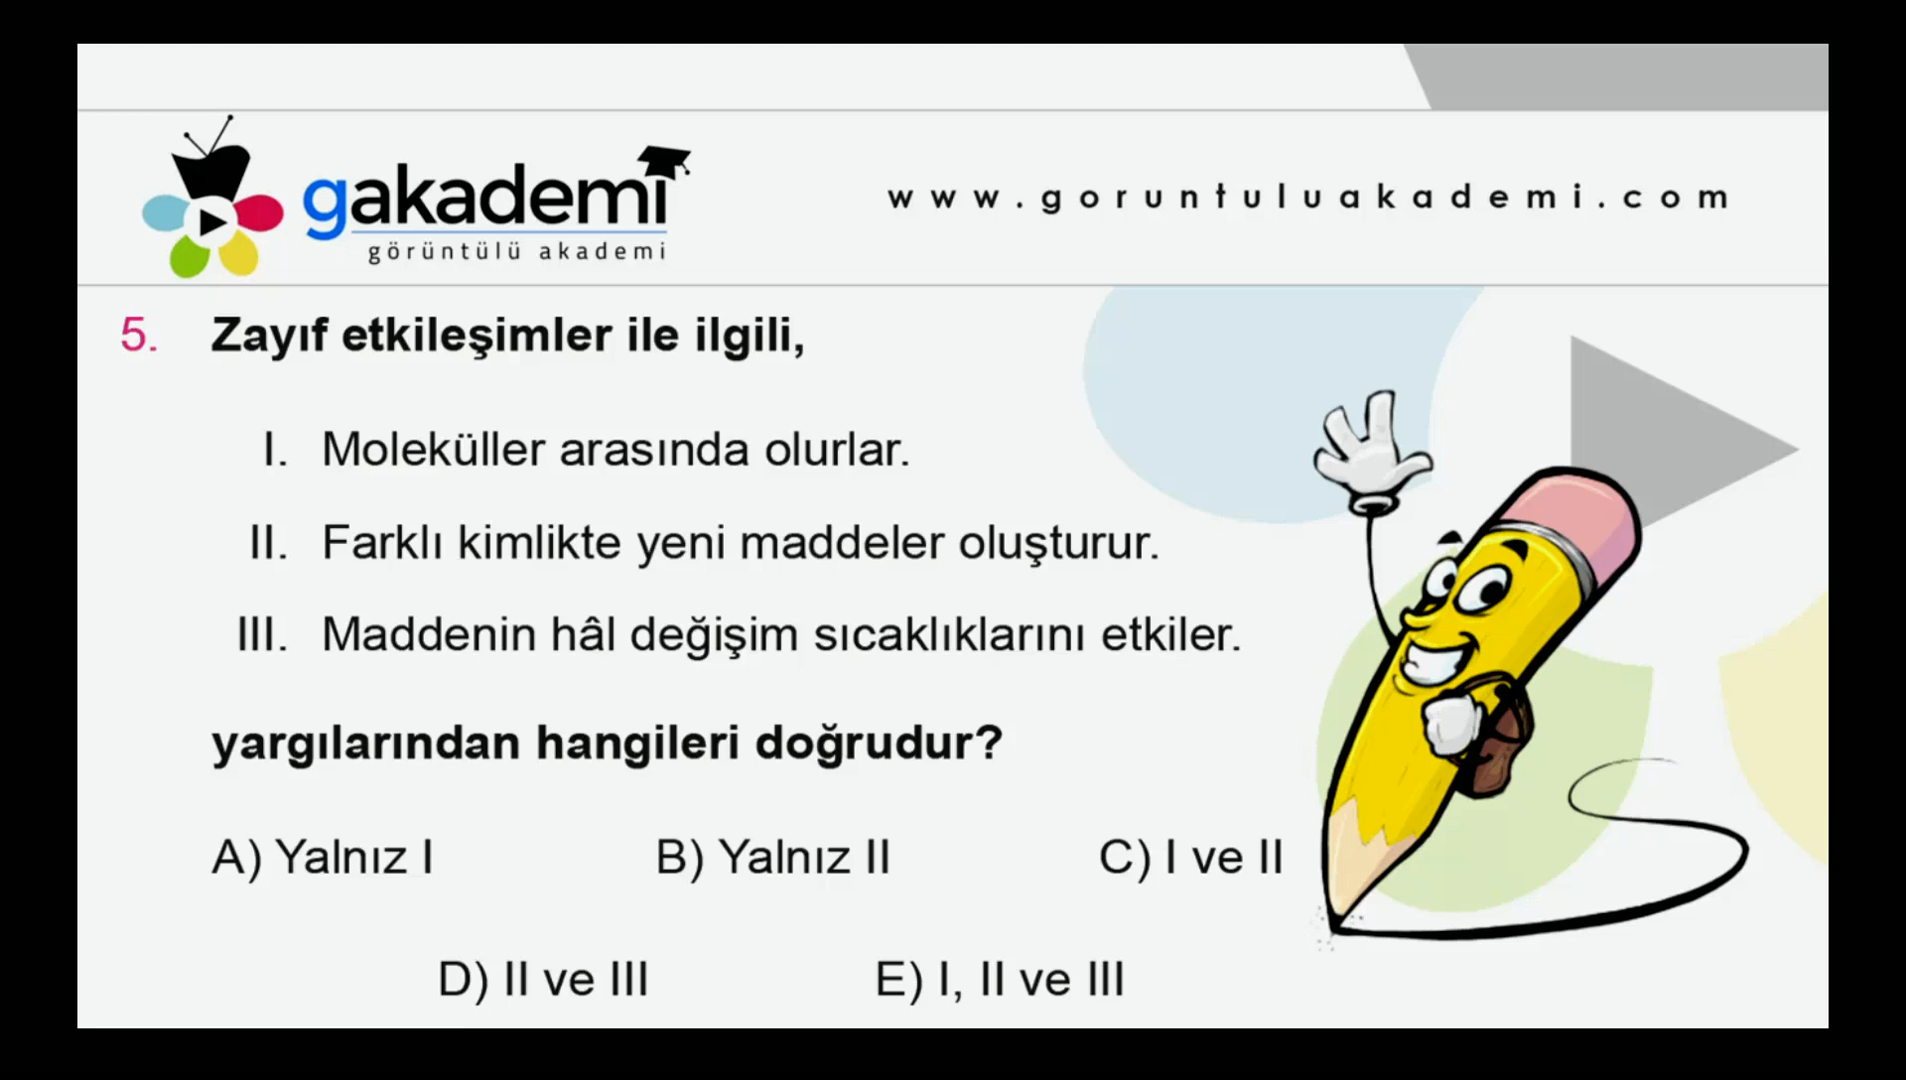 gakademi
görüntülü akademi
www.goruntuluakademi.com
5. Zayıf etkileşimler ile ilgili,
I. Moleküller arasında olurlar.
II. Farklı kimlikte yeni maddeler oluşturur.
III. Maddenin hâl değişim sıcaklıklarını etkiler.
yargılarından hangileri doğrudur?
A) Yalnız I B) Yalnız II C) I ve II
D) II ve III E) I, II ve III